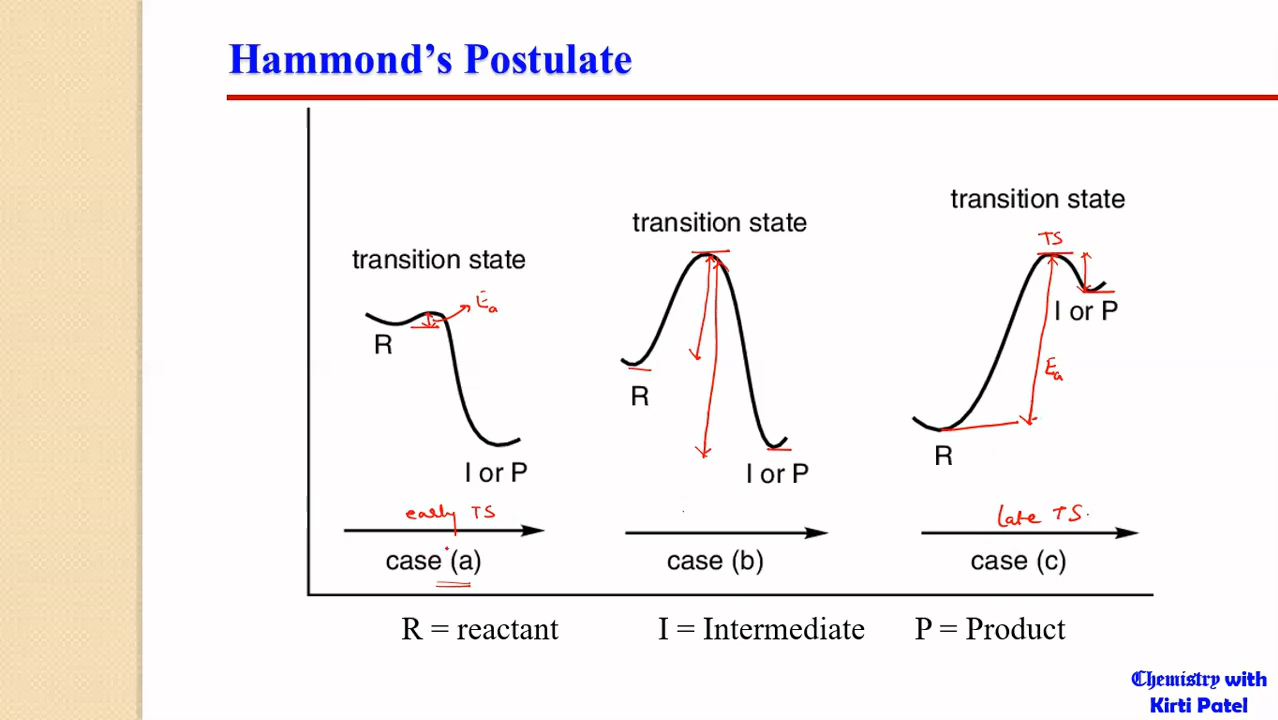 Hammond's Postulate
transition state
Ea
R
I or P
early TS
case (a)
transition state
R
I or P
case (b)
transition state
TS
I or P
Ea
R
late TS.
case (c)
R = reactant
I = Intermediate
P = Product
Chemistry with
Kirti Patel